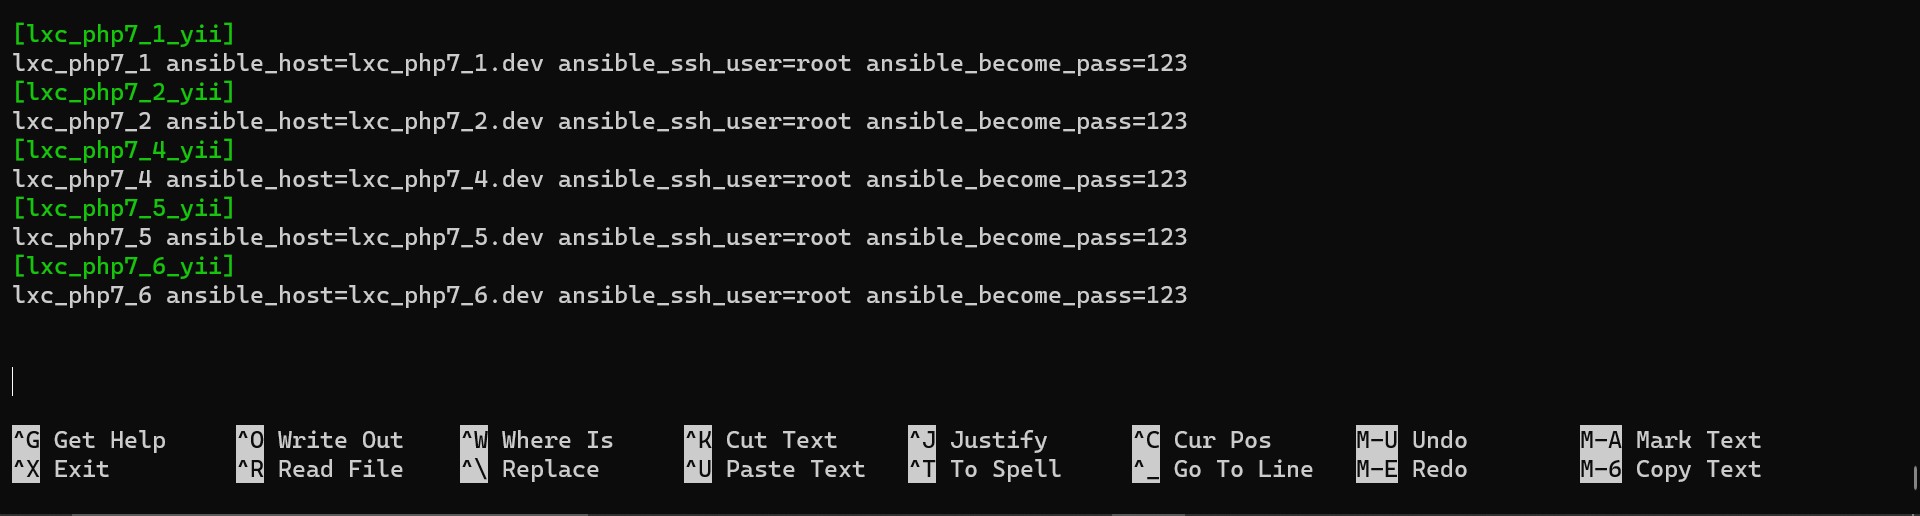 [lxc_php7_1_yii]
lxc_php7_1 ansible_host=lxc_php7_1.dev ansible_ssh_user=root ansible_become_pass=123
[lxc_php7_2_yii]
lxc_php7_2 ansible_host=lxc_php7_2.dev ansible_ssh_user=root ansible_become_pass=123
[lxc_php7_4_yii]
lxc_php7_4 ansible_host=lxc_php7_4.dev ansible_ssh_user=root ansible_become_pass=123
[lxc_php7_5_yii]
lxc_php7_5 ansible_host=lxc_php7_5.dev ansible_ssh_user=root ansible_become_pass=123
[lxc_php7_6_yii]
lxc_php7_6 ansible_host=lxc_php7_6.dev ansible_ssh_user=root ansible_become_pass=123
^G Get Help ^O Write Out ^W Where Is ^K Cut Text ^J Justify ^C Cur Pos M-U Undo M-A Mark Text
^X Exit ^R Read File ^\ Replace ^U Paste Text ^T To Spell ^_ Go To Line M-E Redo M-6 Copy Text